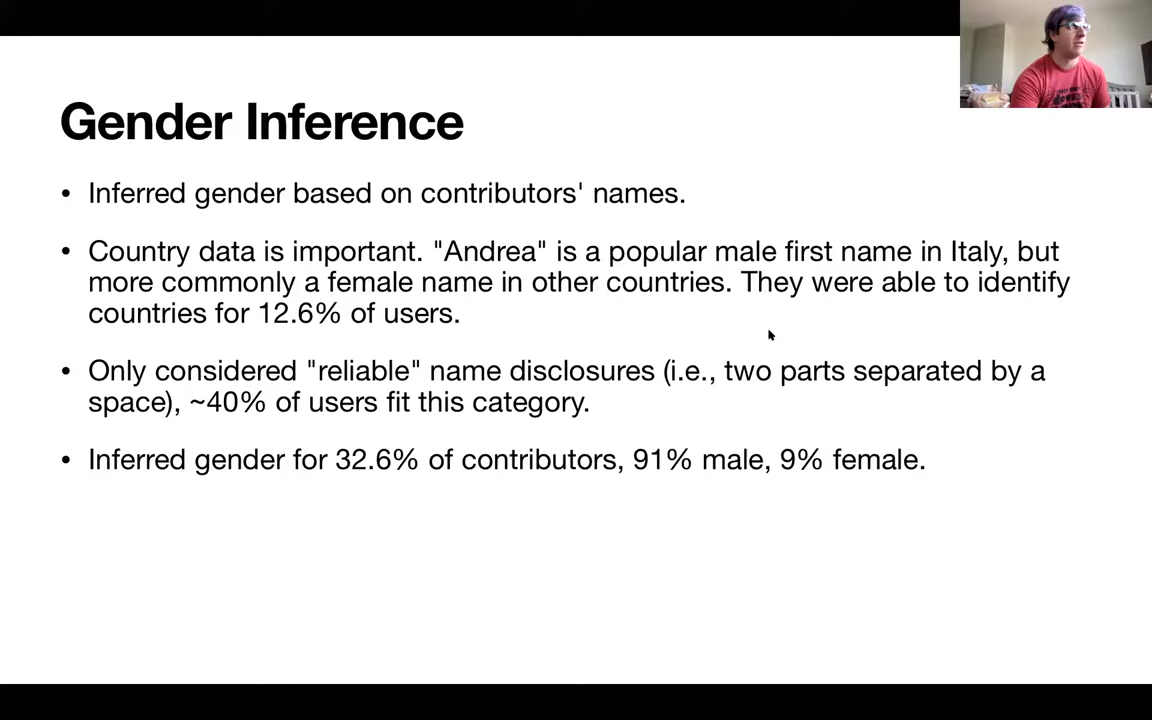 Gender Inference
• Inferred gender based on contributors' names.
• Country data is important. "Andrea" is a popular male first name in Italy, but
more commonly a female name in other countries. They were able to identify
countries for 12.6% of users.
• Only considered "reliable" name disclosures (i.e., two parts separated by a
space), ~40% of users fit this category.
• Inferred gender for 32.6% of contributors, 91% male, 9% female.